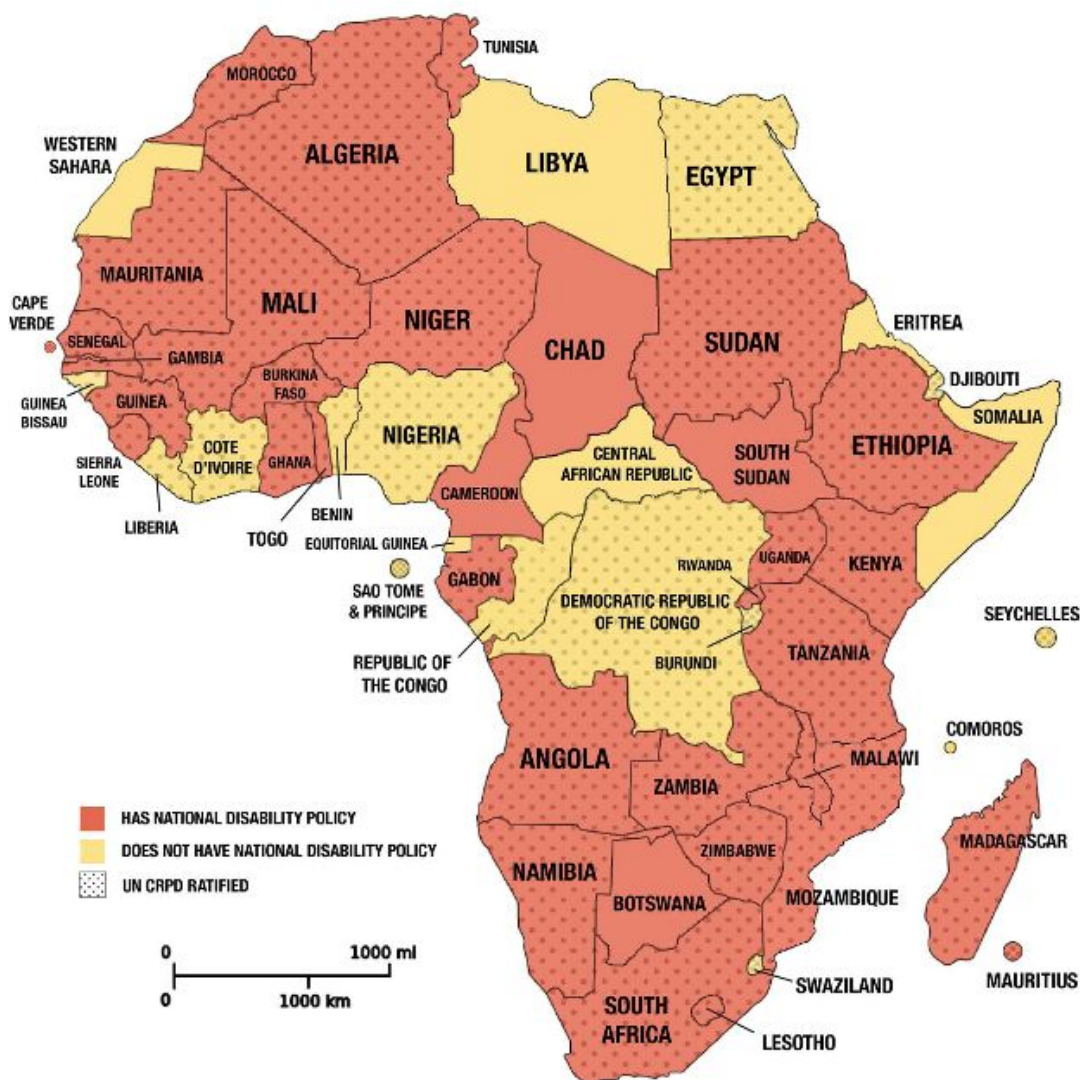 TUNISIA
MOROCCO
WESTERN
SAHARA
ALGERIA
LIBYA
EGYPT
MAURITANIA
MALI
NIGER
CHAD
SUDAN
ERITREA
CAPE
VERDE
SENEGAL
GAMBIA
BURKINA
FASO
DJIBOUTI
GUINEA
BISSAU
GUINEA
NIGERIA
SOMALIA
ETHIOPIA
COTE
D'IVOIRE
GHANA
CENTRAL
AFRICAN REPUBLIC
SOUTH
SUDAN
SIERRA
LEONE
LIBERIA
TOGO
BENIN
CAMEROON
EQUITORIAL GUINEA
SAO TOME
& PRINCIPE
GABON
RWANDA
UGANDA
KENYA
DEMOCRATIC REPUBLIC
OF THE CONGO
SEYCHELLES
REPUBLIC OF
THE CONGO
BURUNDI
TANZANIA
COMOROS
ANGOLA
ZAMBIA
MALAWI
HAS NATIONAL DISABILITY POLICY
DOES NOT HAVE NATIONAL DISABILITY POLICY
UN CRPD RATIFIED
MADAGASCAR
NAMIBIA
ZIMBABWE
BOTSWANA
MOZAMBIQUE
0 1000 mi
0 1000 km
SWAZILAND
MAURITIUS
SOUTH
AFRICA
LESOTHO